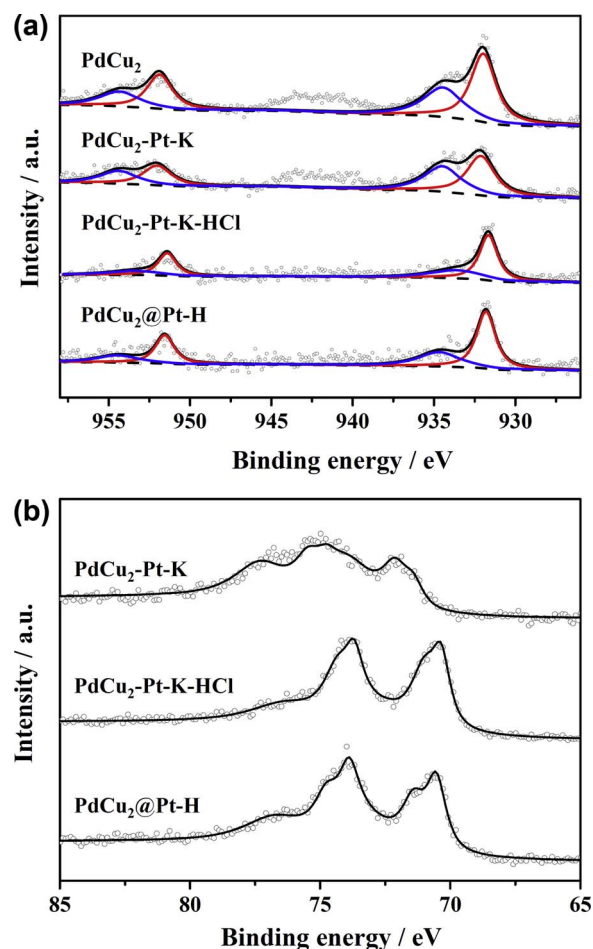 (a)
PdCu₂
PdCu₂-Pt-K
PdCu₂-Pt-K-HCl
PdCu₂@Pt-H
Intensity / a.u.
955 950 945 940 935 930
Binding energy / eV
(b)
PdCu₂-Pt-K
PdCu₂-Pt-K-HCl
PdCu₂@Pt-H
Intensity / a.u.
85 80 75 70 65
Binding energy / eV